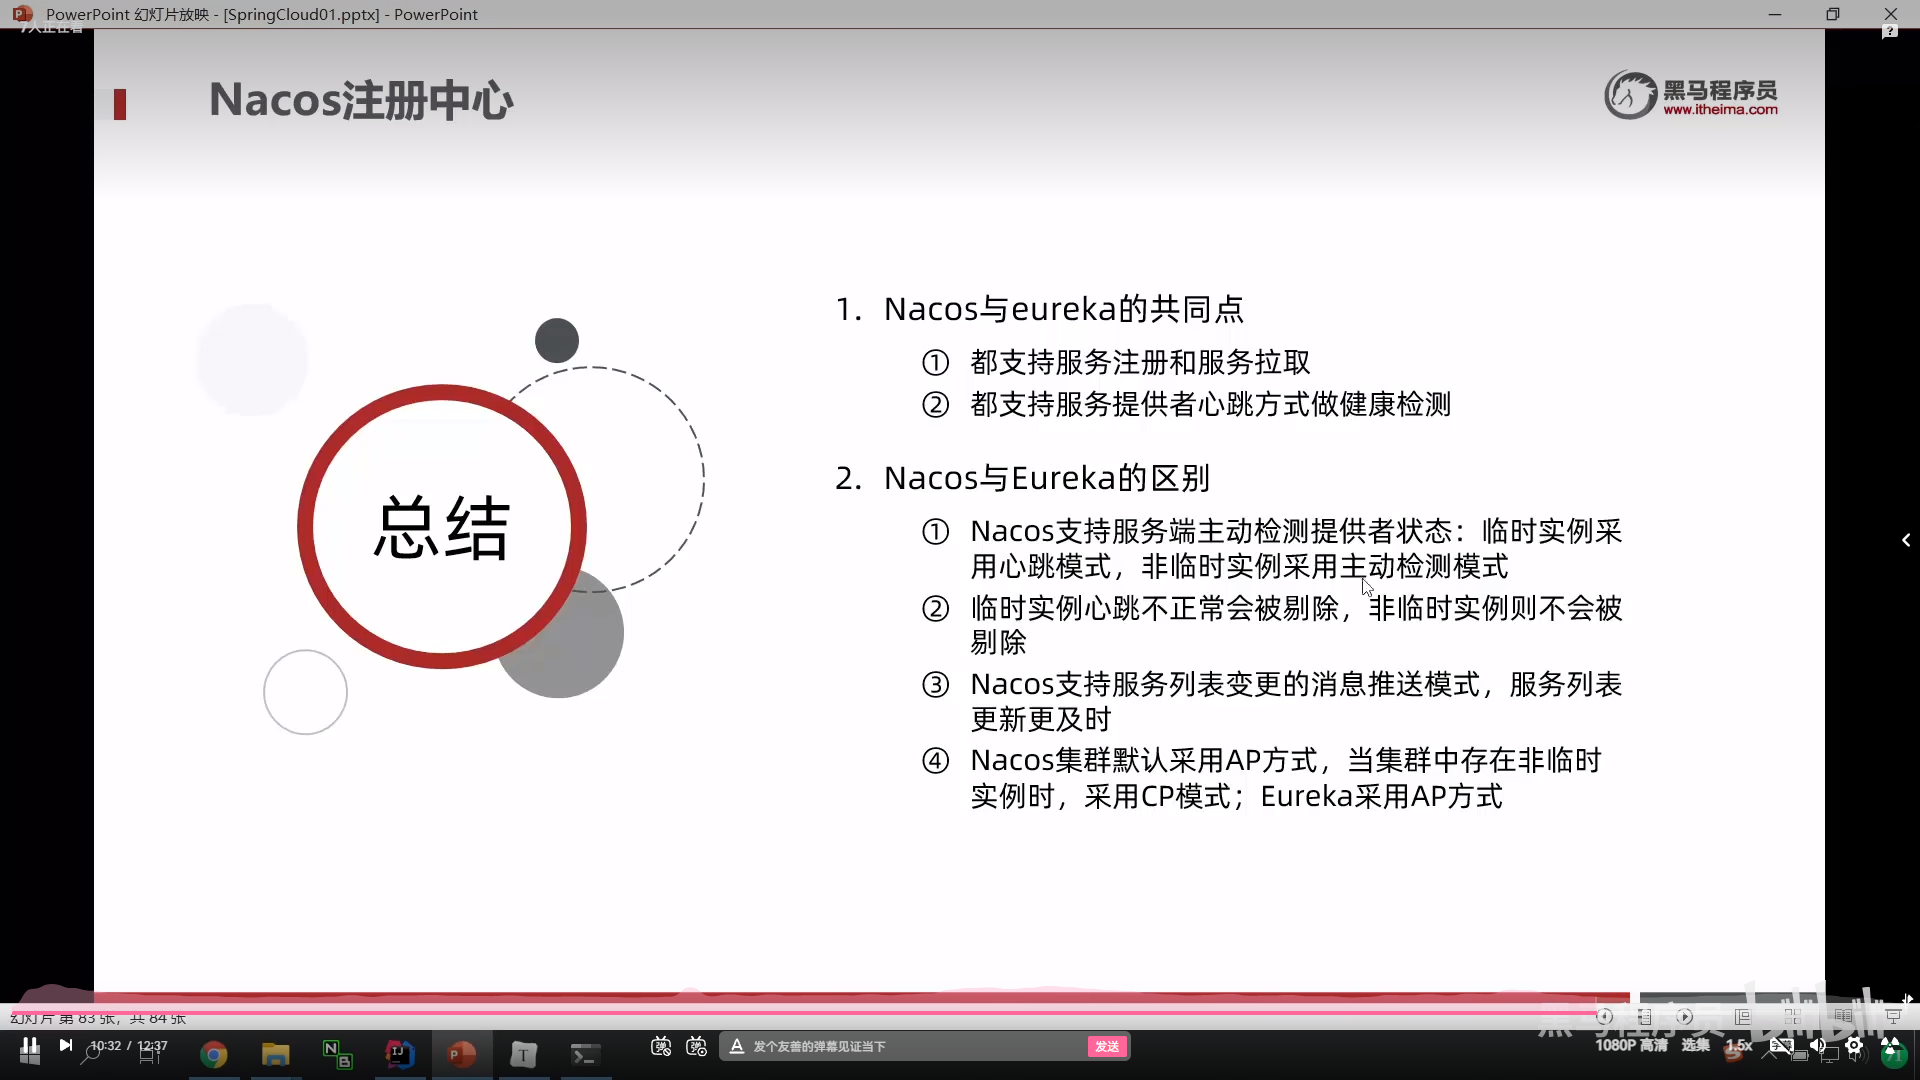 PowerPoint 幻灯片放映 - [SpringCloud01.pptx] - PowerPoint
7人正在看
Nacos注册中心
黑马程序员
www.itheima.com
总结
1. Nacos与eureka的共同点
① 都支持服务注册和服务拉取
② 都支持服务提供者心跳方式做健康检测
2. Nacos与Eureka的区别
① Nacos支持服务端主动检测提供者状态：临时实例采
用心跳模式，非临时实例采用主动检测模式
② 临时实例心跳不正常会被剔除，非临时实例则不会被
剔除
③ Nacos支持服务列表变更的消息推送模式，服务列表
更新更及时
④ Nacos集群默认采用AP方式，当集群中存在非临时
实例时，采用CP模式；Eureka采用AP方式
幻灯片 第 83 张，共 84 张
黑马程序员 bilibili
10:32 / 12:37
发个友善的弹幕见证当下
发送
1080P 高清
选集
1.5x